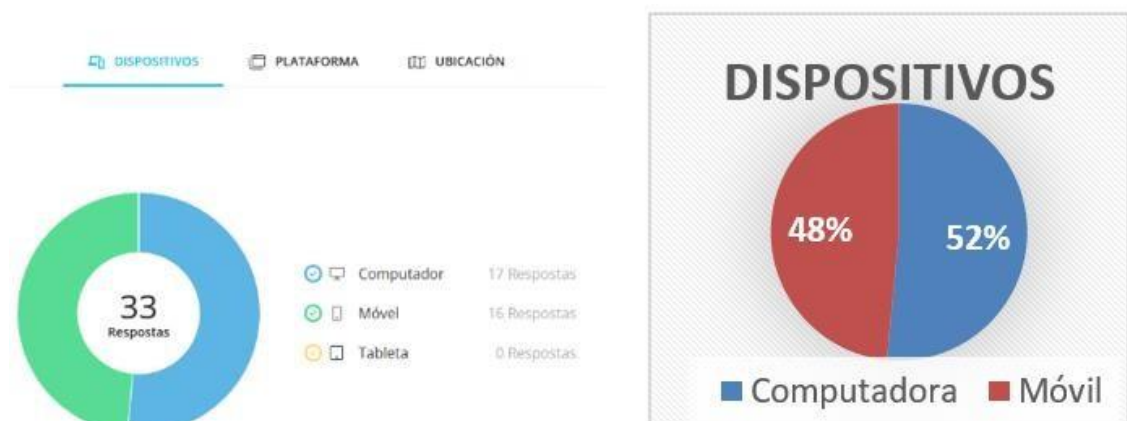 DISPOSITIVOS PLATAFORMA UBICACIÓN
33
Respostas
Computador 17 Respostas
Móvel 16 Respostas
Tableta 0 Respostas
DISPOSITIVOS
48% 52%
Computadora Móvil